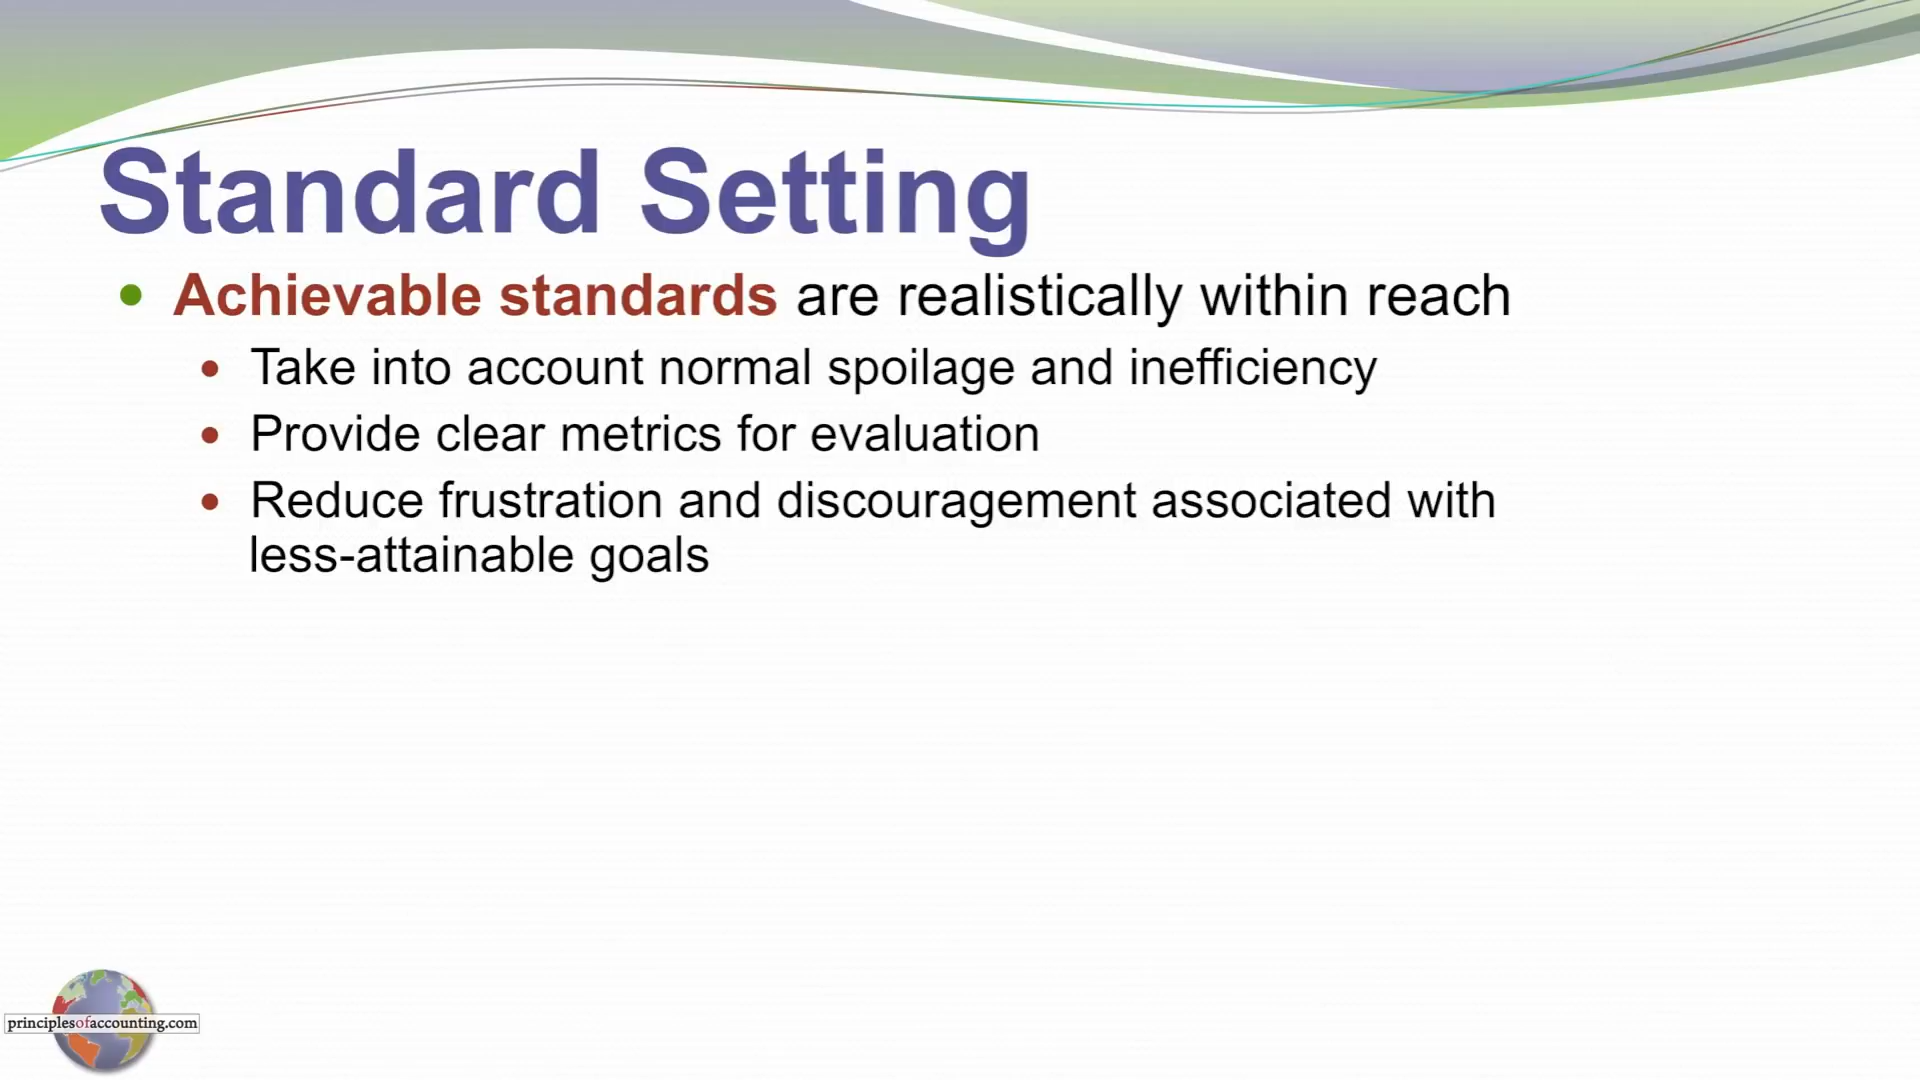 Standard Setting
• Achievable standards are realistically within reach
• Take into account normal spoilage and inefficiency
• Provide clear metrics for evaluation
• Reduce frustration and discouragement associated with
less-attainable goals
principlesofaccounting.com